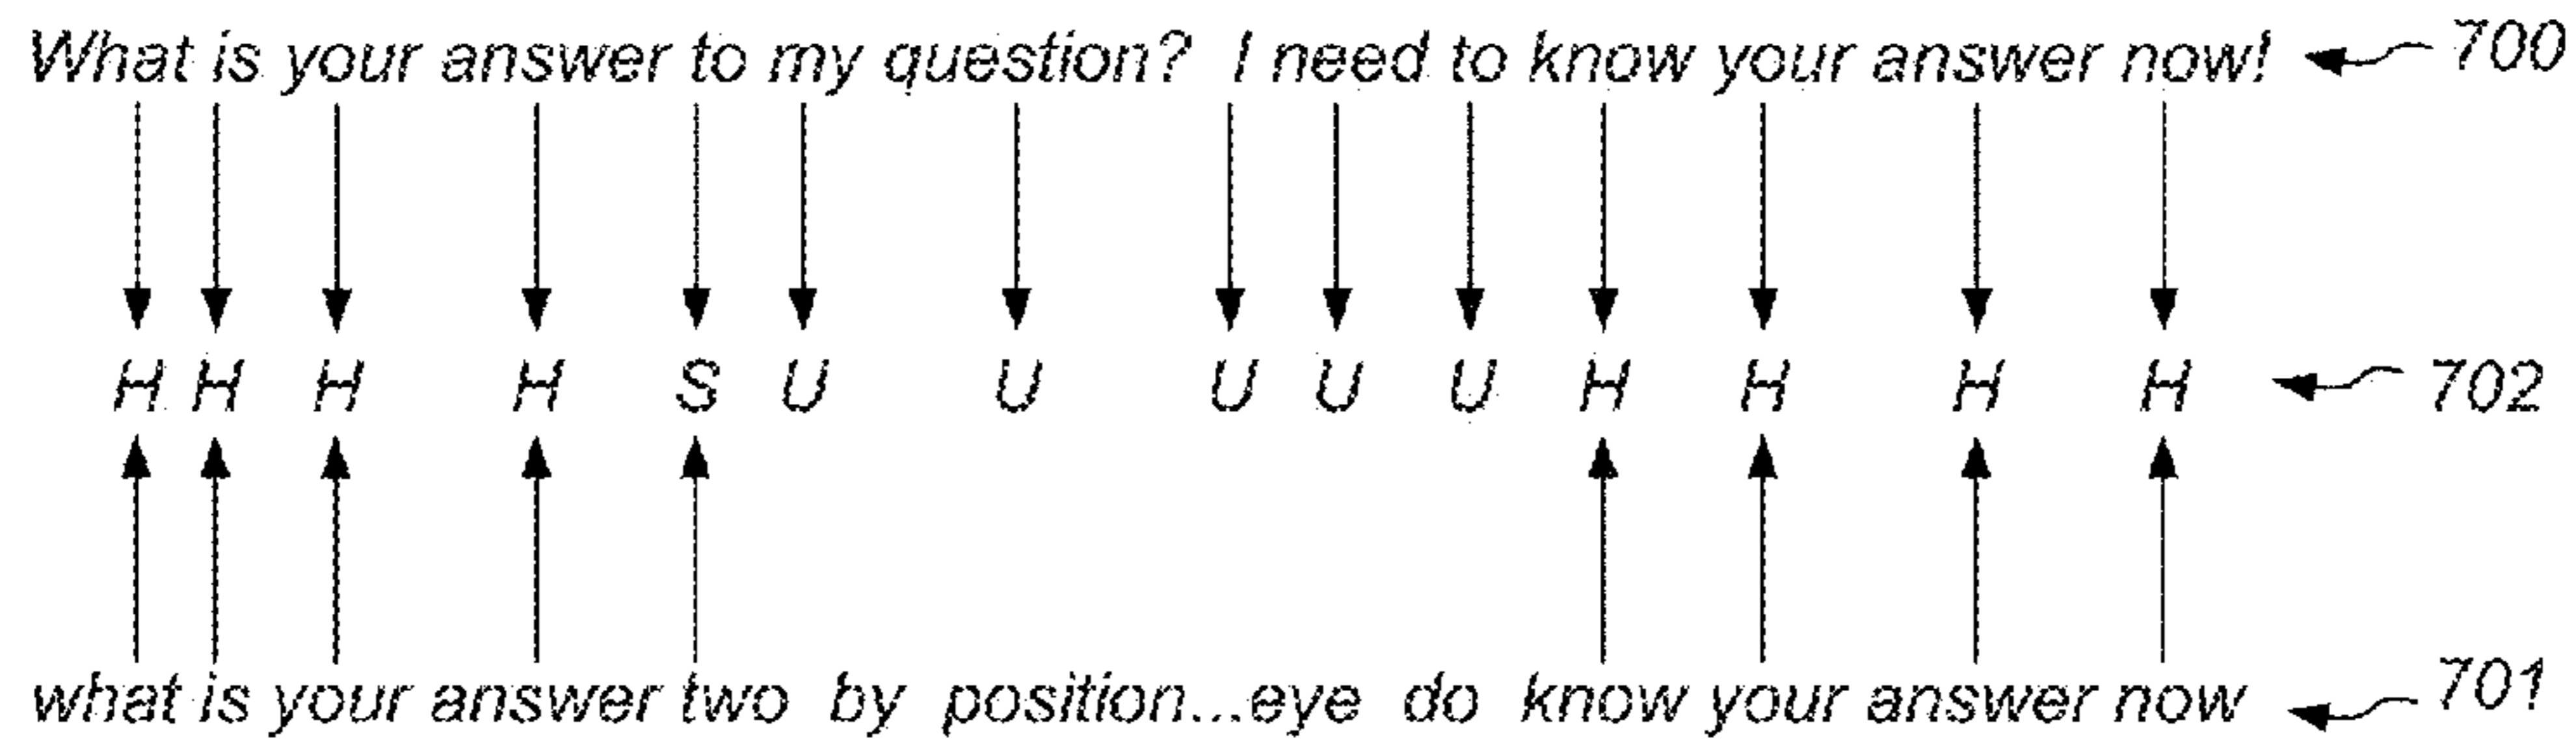 What is your answer to my question? I need to know your answer now! 700
H H H H S U U U U U H H H H 702
what is your answer two by position...eye do know your answer now 701